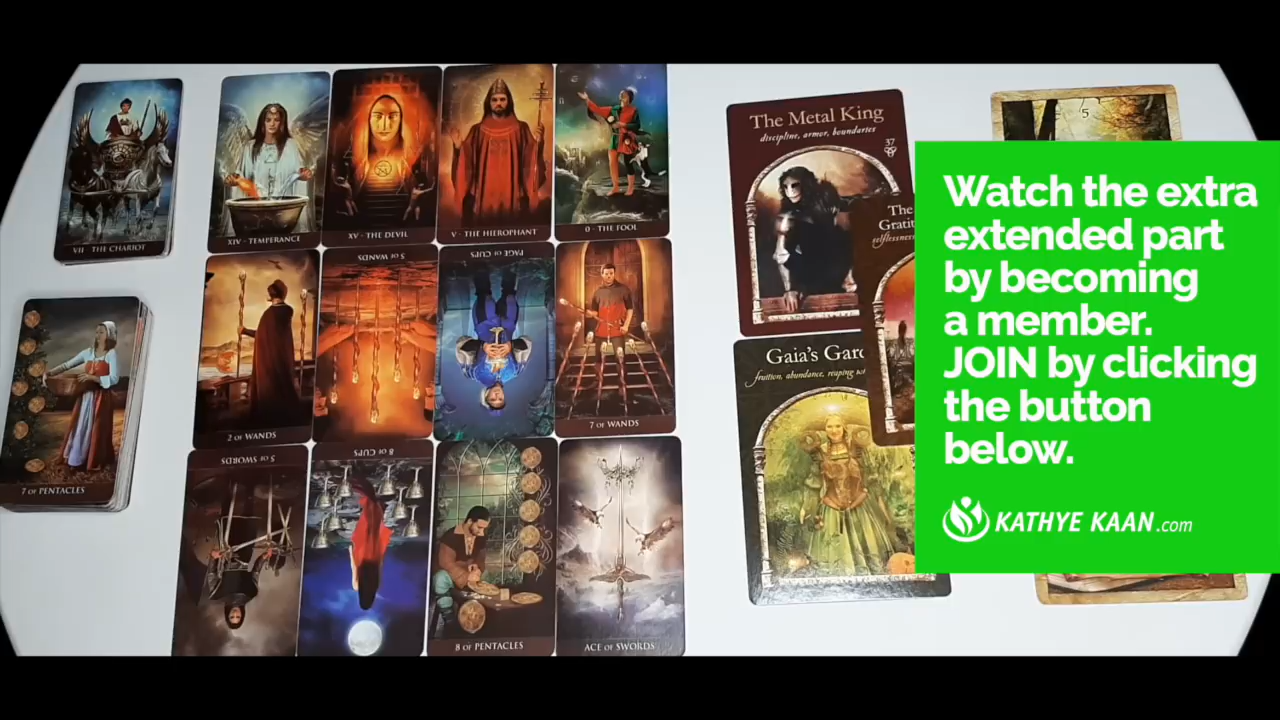 VII · THE CHARIOT
XIV · TEMPERANCE
XV · THE DEVIL
V · THE HIEROPHANT
0 · THE FOOL
2 OF WANDS
5 OF WANDS
PAGE OF CUPS
7 OF WANDS
7 OF PENTACLES
5 OF SWORDS
8 OF CUPS
8 OF PENTACLES
ACE OF SWORDS
The Metal King
discipline, armor, boundaries
37
The
Gaia's
fruition, abundance, reaping
5
Watch the extra
extended part
by becoming
a member.
JOIN by clicking
the button
below.
KATHYE KAAN.com